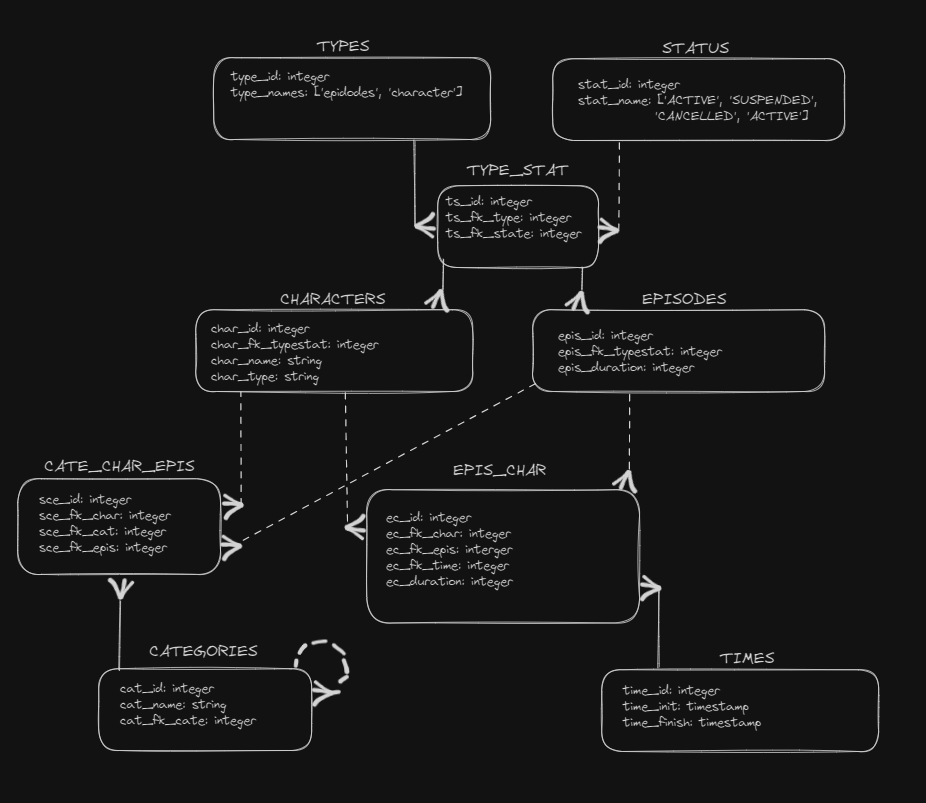 TYPES
type_id: integer
type_names: ['epidodes', 'character']
STATUS
stat_id: integer
stat_name: ['ACTIVE', 'SUSPENDED',
'CANCELLED', 'ACTIVE']
TYPE_STAT
ts_id: integer
ts_fk_type: integer
ts_fk_state: integer
CHARACTERS
char_id: integer
char_fk_typestat: integer
char_name: string
char_type: string
EPISODES
epis_id: integer
epis_fk_typestat: integer
epis_duration: integer
CATE_CHAR_EPIS
sce_id: integer
sce_fk_char: integer
sce_fk_cat: integer
sce_fk_epis: integer
EPIS_CHAR
ec_id: integer
ec_fk_char: integer
ec_fk_epis: interger
ec_fk_time: integer
ec_duration: integer
CATEGORIES
cat_id: integer
cat_name: string
cat_fk_cate: integer
TIMES
time_id: integer
time_init: timestamp
time_finish: timestamp